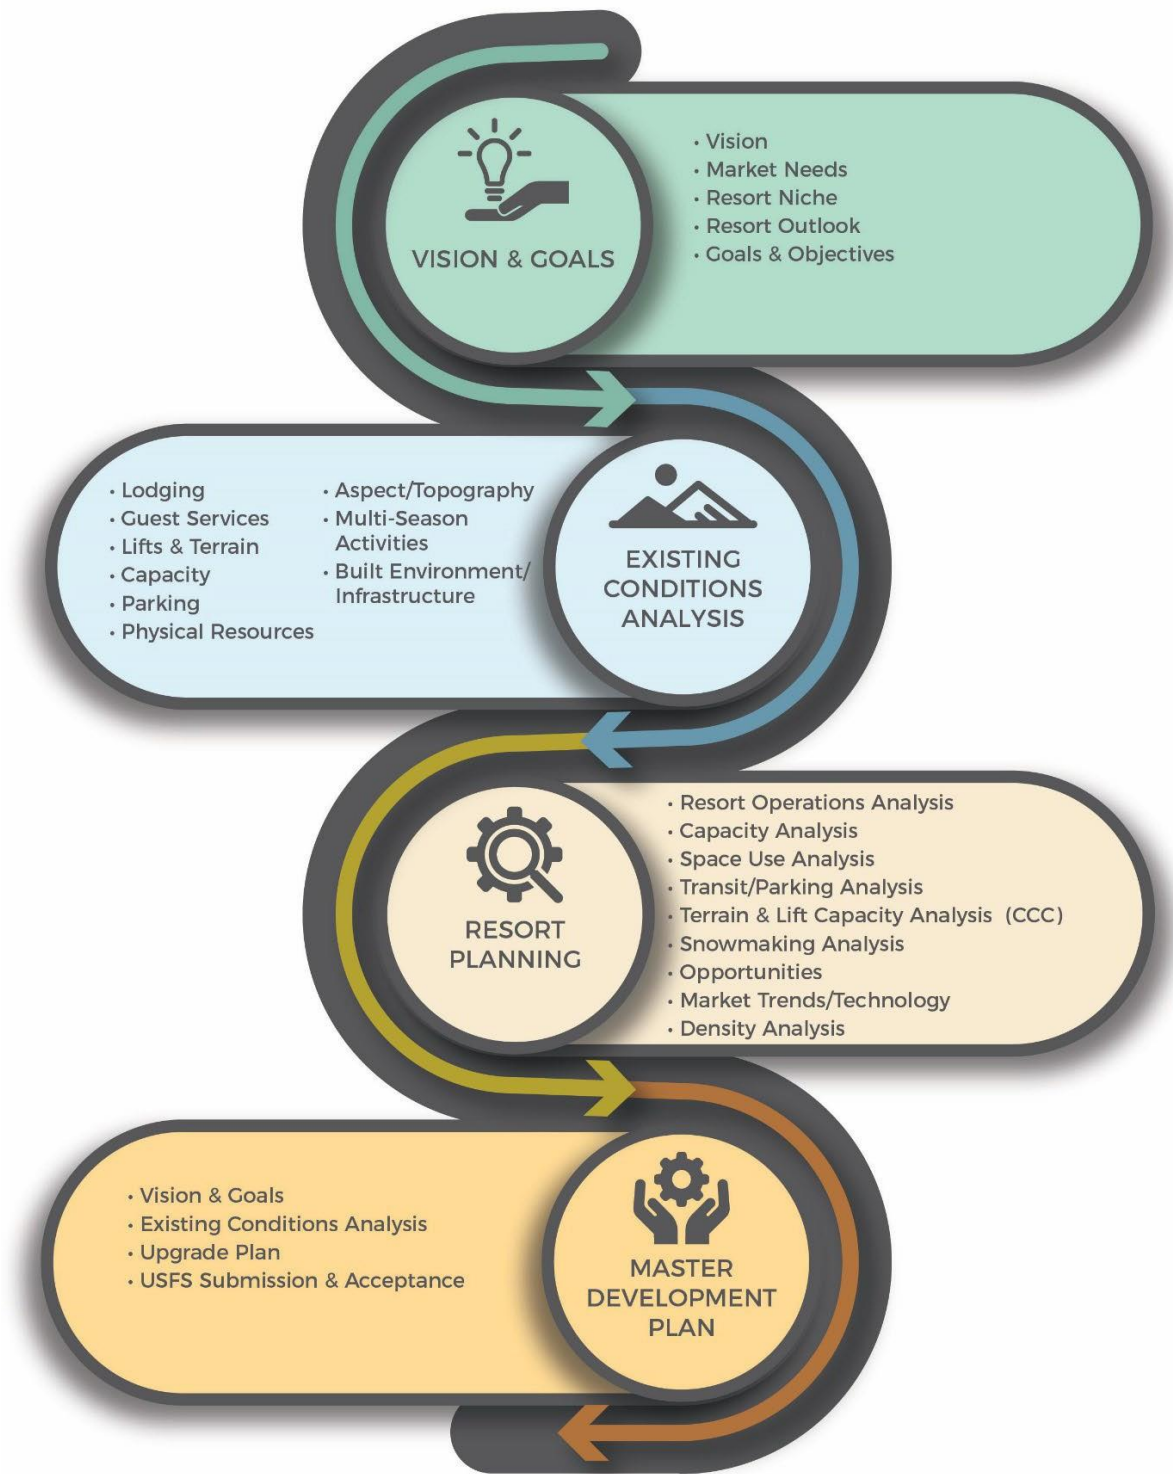 VISION & GOALS
• Vision
• Market Needs
• Resort Niche
• Resort Outlook
• Goals & Objectives
• Lodging
• Guest Services
• Lifts & Terrain
• Capacity
• Parking
• Physical Resources
• Aspect/Topography
• Multi-Season
Activities
• Built Environment/
Infrastructure
EXISTING
CONDITIONS
ANALYSIS
RESORT
PLANNING
• Resort Operations Analysis
• Capacity Analysis
• Space Use Analysis
• Transit/Parking Analysis
• Terrain & Lift Capacity Analysis (CCC)
• Snowmaking Analysis
• Opportunities
• Market Trends/Technology
• Density Analysis
• Vision & Goals
• Existing Conditions Analysis
• Upgrade Plan
• USFS Submission & Acceptance
MASTER
DEVELOPMENT
PLAN